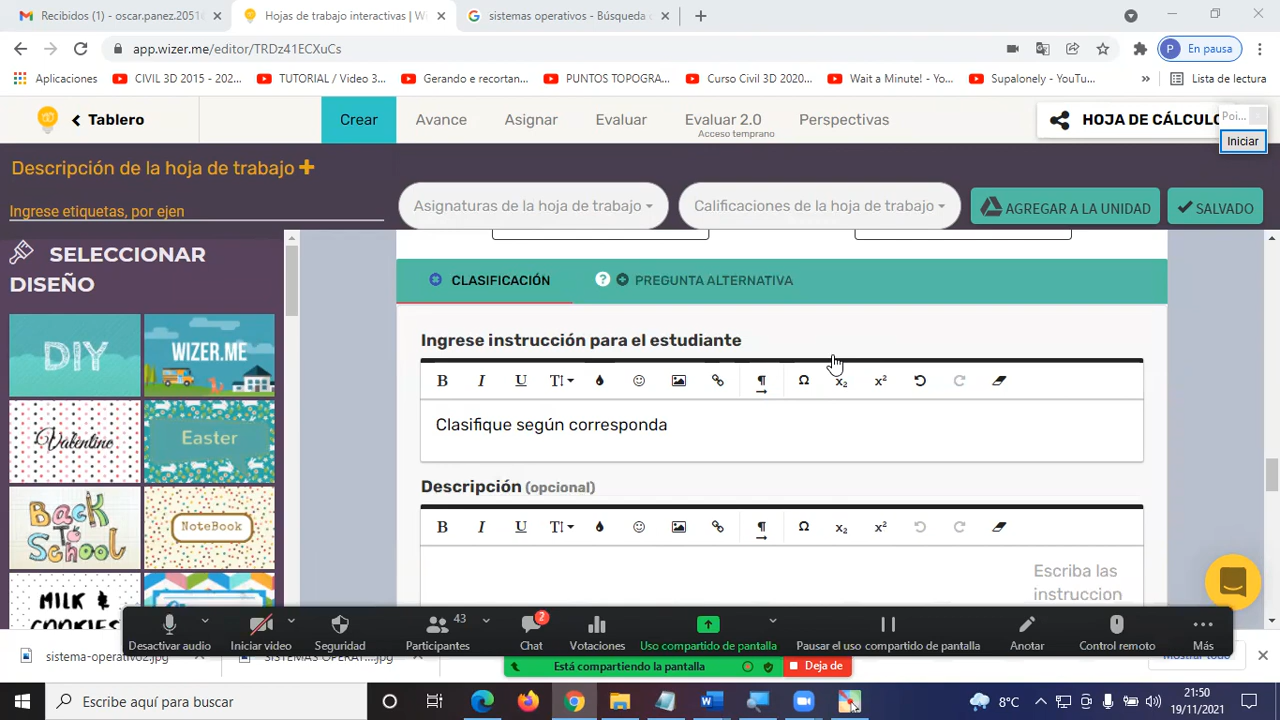 Recibidos (1) - oscar.panez.2051
Hojas de trabajo interactivas | W
sistemas operativos - Búsqueda
app.wizer.me/editor/TRDz41ECXuCs
En pausa
P
Aplicaciones
CIVIL 3D 2015 - 202...
TUTORIAL / Video 3...
Gerando e recortan...
PUNTOS TOPOGRA...
Curso Civil 3D 2020...
Wait a Minute! - Yo...
Supalonely - YouTu...
»
Lista de lectura
Tablero
Crear
Avance
Asignar
Evaluar
Evaluar 2.0
Acceso temprano
Perspectivas
HOJA DE CÁLCULO
Poi...
Iniciar
Descripción de la hoja de trabajo +
Ingrese etiquetas, por ejen
Asignaturas de la hoja de trabajo
Calificaciones de la hoja de trabajo
AGREGAR A LA UNIDAD
SALVADO
SELECCIONAR
DISEÑO
DIY
WIZER.ME
Valentine
Easter
BACK
To
SCHOOL
NoteBook
MILK &
COOKIES
CLASIFICACIÓN
PREGUNTA ALTERNATIVA
Ingrese instrucción para el estudiante
B I U TI Ω x₂ x²
Clasifique según corresponda
Descripción (opcional)
B I U TI Ω x₂ x²
Escriba las
instruccion
43
2
Desactivar audio
Iniciar video
Seguridad
Participantes
Chat
Votaciones
Uso compartido de pantalla
Pausar el uso compartido de pantalla
Anotar
Control remoto
Más
sistema-operativo2.jpg
SISTEMAS OPERAT....jpg
Está compartiendo la pantalla
Deja de
Mostrar todo
Escribe aquí para buscar
8°C
21:50
19/11/2021